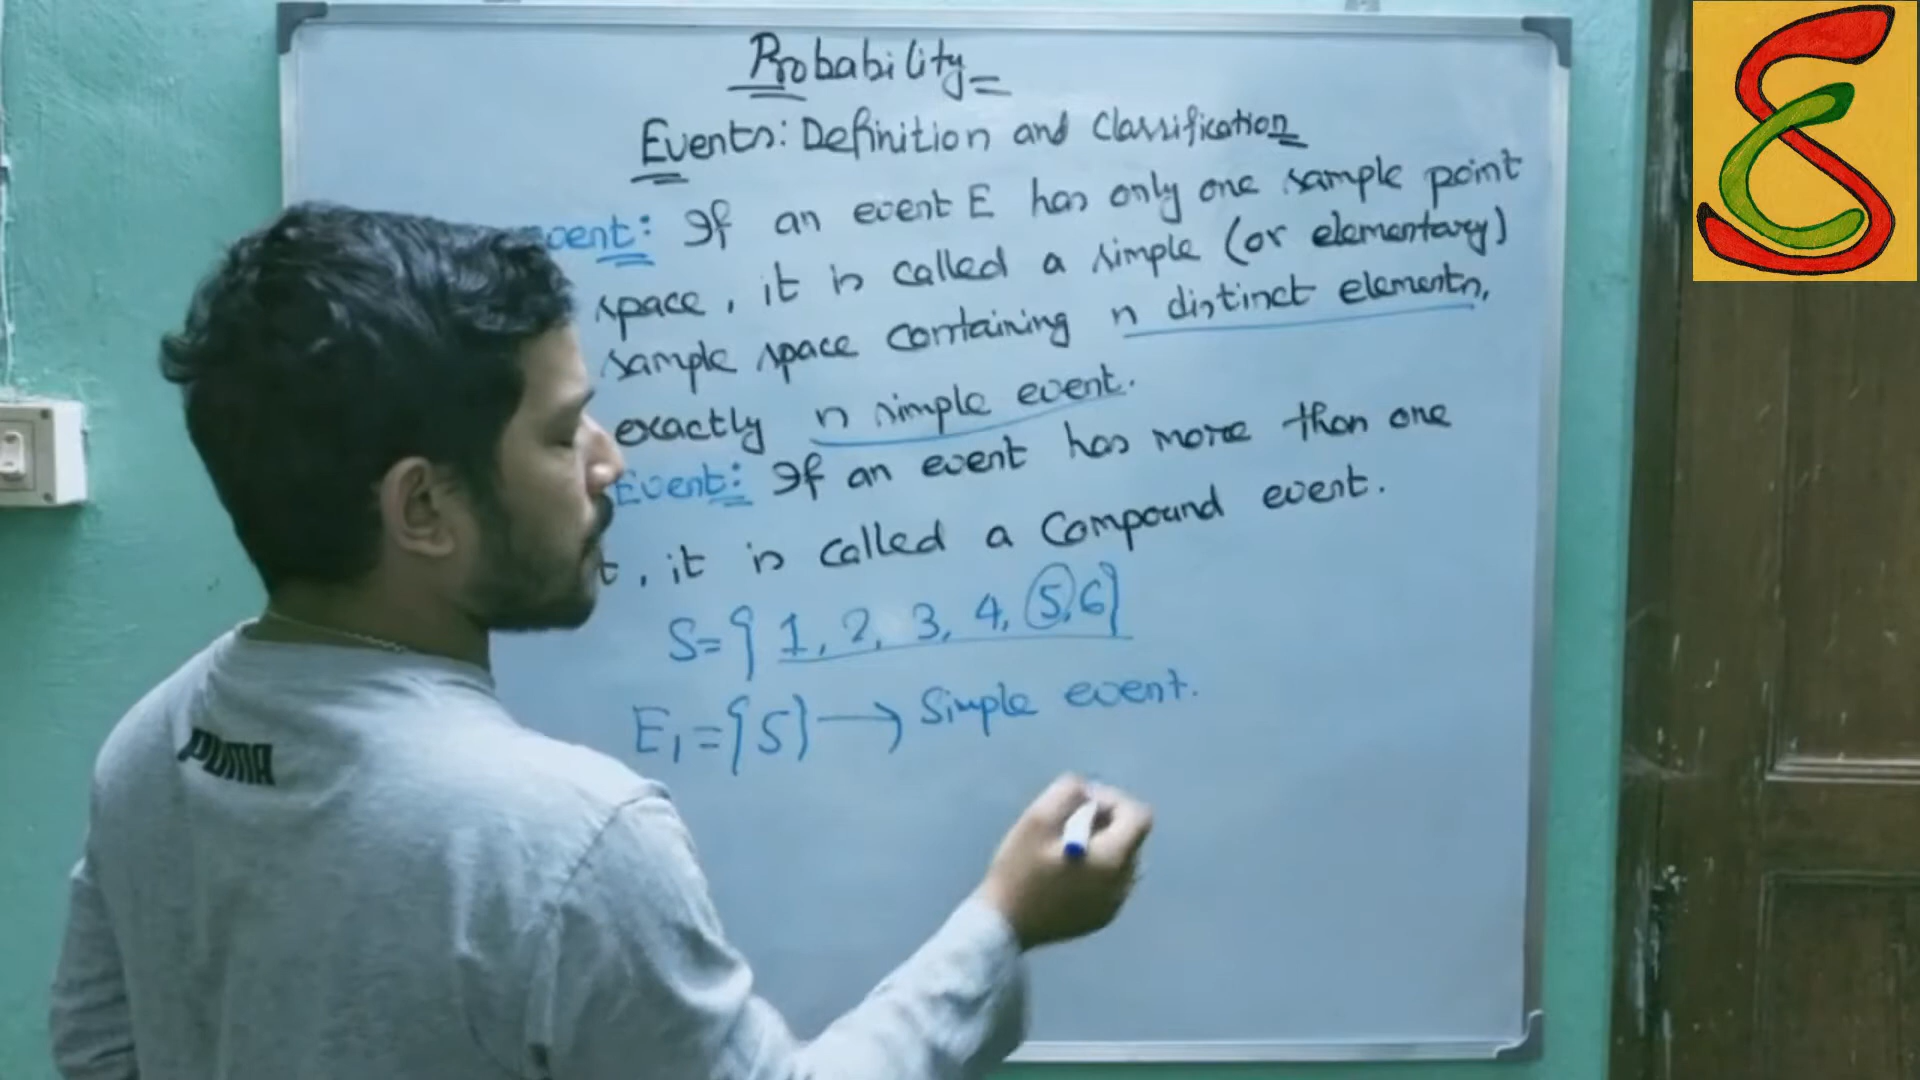 Probability
Events: Definition and Classification
If an event E has only one sample point
space, it is called a simple (or elementary)
sample space containing n distinct elements,
exactly n simple event.
Event: If an event has more than one
, it is called a Compound event.
S={1, 2, 3, 4, 5, 6}
E1={5} → Simple event.
PUMA